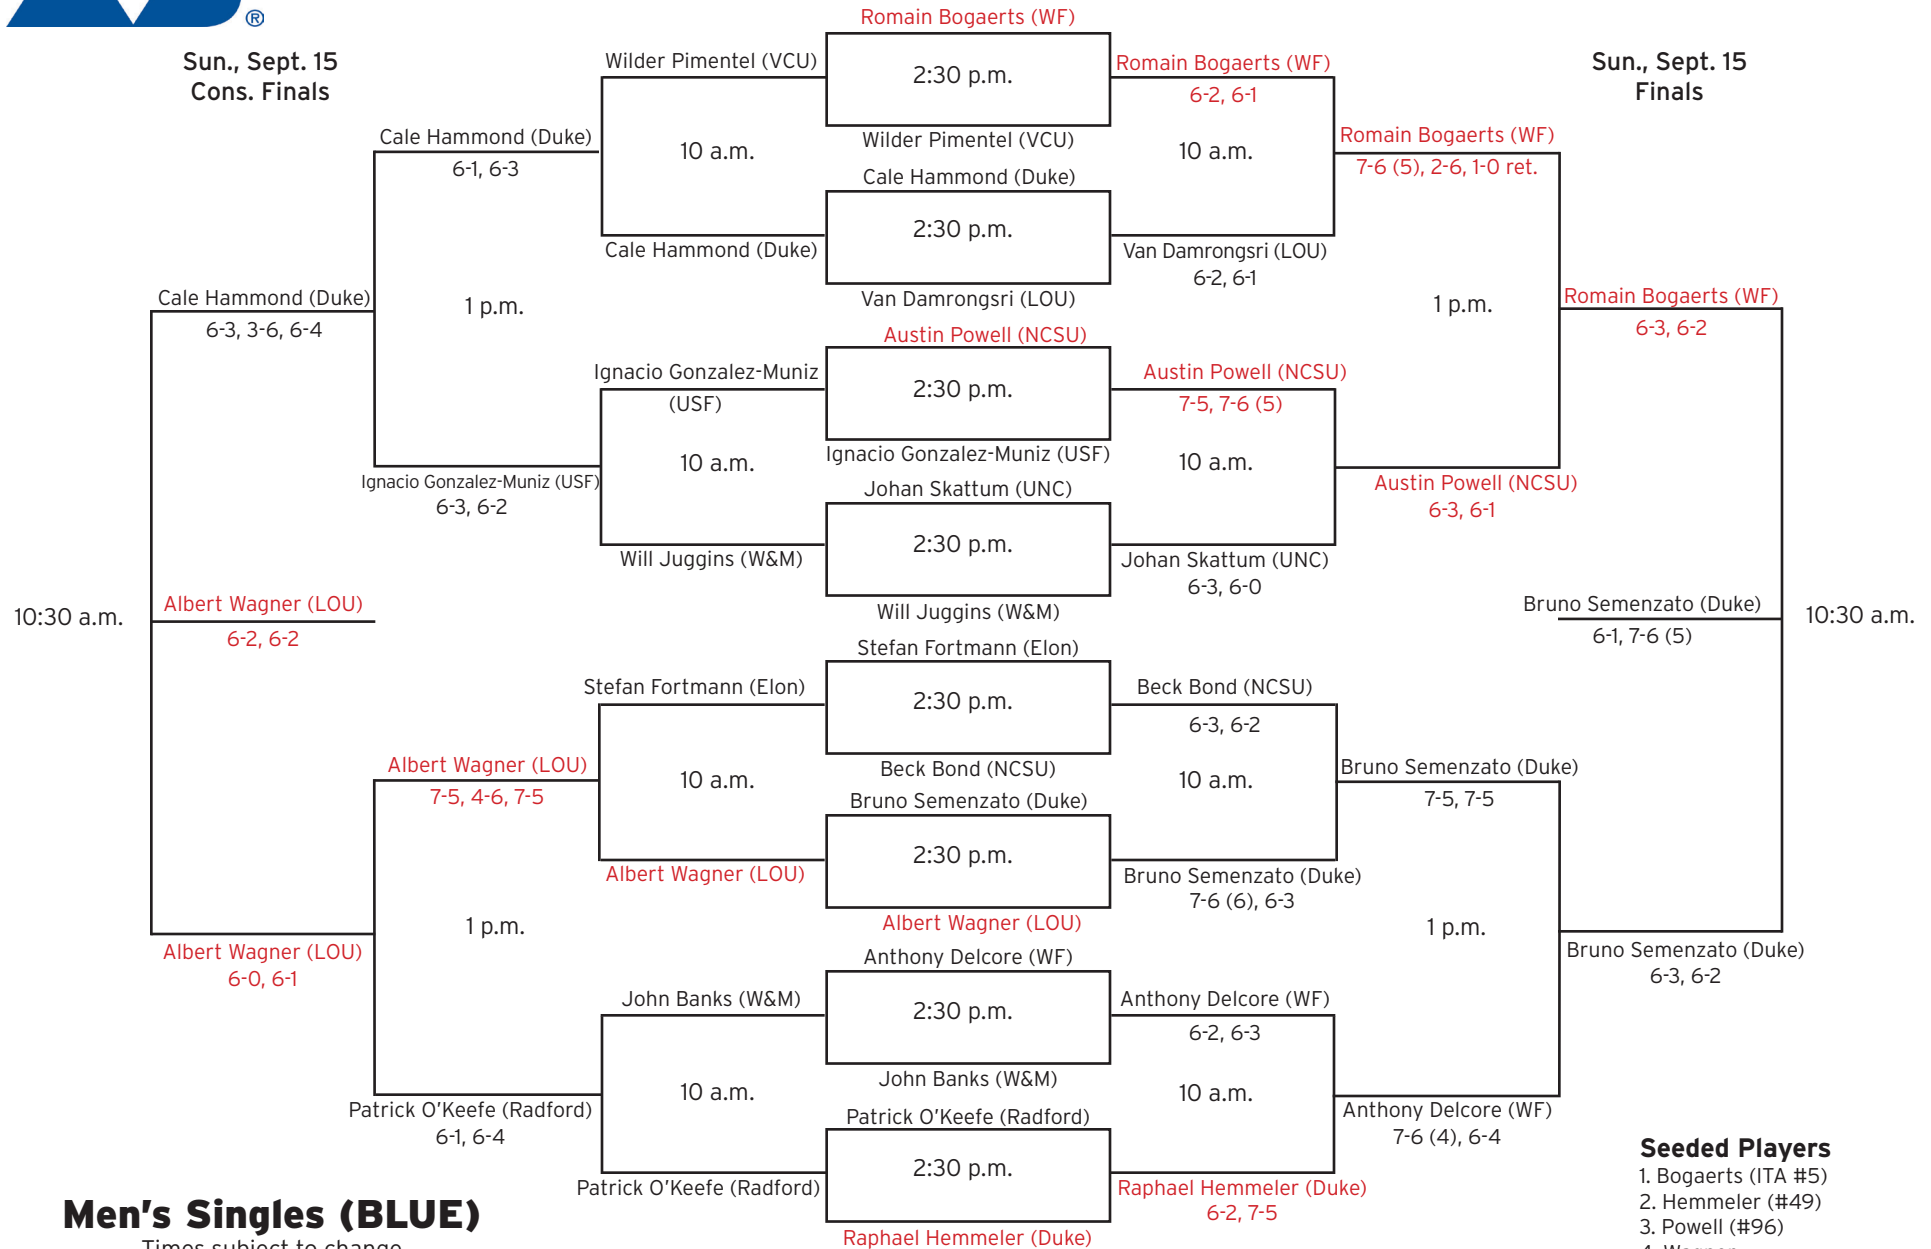 ®
Sun., Sept. 15
Cons. Finals
Sun., Sept. 15
Finals
Romain Bogaerts (WF)
Wilder Pimentel (VCU)
2:30 p.m.
Romain Bogaerts (WF)
6-2, 6-1
Cale Hammond (Duke)
6-1, 6-3
10 a.m.
Wilder Pimentel (VCU)
10 a.m.
Romain Bogaerts (WF)
7-6 (5), 2-6, 1-0 ret.
Cale Hammond (Duke)
2:30 p.m.
Cale Hammond (Duke)
Van Damrongsri (LOU)
6-2, 6-1
Van Damrongsri (LOU)
Cale Hammond (Duke)
6-3, 3-6, 6-4
1 p.m.
1 p.m.
Romain Bogaerts (WF)
6-3, 6-2
Austin Powell (NCSU)
Ignacio Gonzalez-Muniz
(USF)
2:30 p.m.
Austin Powell (NCSU)
7-5, 7-6 (5)
10 a.m.
Ignacio Gonzalez-Muniz (USF)
10 a.m.
Ignacio Gonzalez-Muniz (USF)
6-3, 6-2
Johan Skattum (UNC)
Austin Powell (NCSU)
6-3, 6-1
Will Juggins (W&M)
2:30 p.m.
Johan Skattum (UNC)
6-3, 6-0
Will Juggins (W&M)
10:30 a.m.
Albert Wagner (LOU)
6-2, 6-2
Bruno Semenzato (Duke)
6-1, 7-6 (5)
10:30 a.m.
Stefan Fortmann (Elon)
Stefan Fortmann (Elon)
2:30 p.m.
Beck Bond (NCSU)
6-3, 6-2
Albert Wagner (LOU)
7-5, 4-6, 7-5
10 a.m.
Beck Bond (NCSU)
10 a.m.
Bruno Semenzato (Duke)
7-5, 7-5
Bruno Semenzato (Duke)
2:30 p.m.
Albert Wagner (LOU)
Bruno Semenzato (Duke)
7-6 (6), 6-3
Albert Wagner (LOU)
1 p.m.
1 p.m.
Albert Wagner (LOU)
6-0, 6-1
Bruno Semenzato (Duke)
6-3, 6-2
Anthony Delcore (WF)
John Banks (W&M)
2:30 p.m.
Anthony Delcore (WF)
6-2, 6-3
John Banks (W&M)
10 a.m.
10 a.m.
Patrick O'Keefe (Radford)
6-1, 6-4
Patrick O'Keefe (Radford)
Anthony Delcore (WF)
7-6 (4), 6-4
2:30 p.m.
Patrick O'Keefe (Radford)
Raphael Hemmeler (Duke)
6-2, 7-5
Raphael Hemmeler (Duke)
Men's Singles (BLUE)
Times subject to change
Seeded Players
1. Bogaerts (ITA #5)
2. Hemmeler (#49)
3. Powell (#96)
4. Wagner